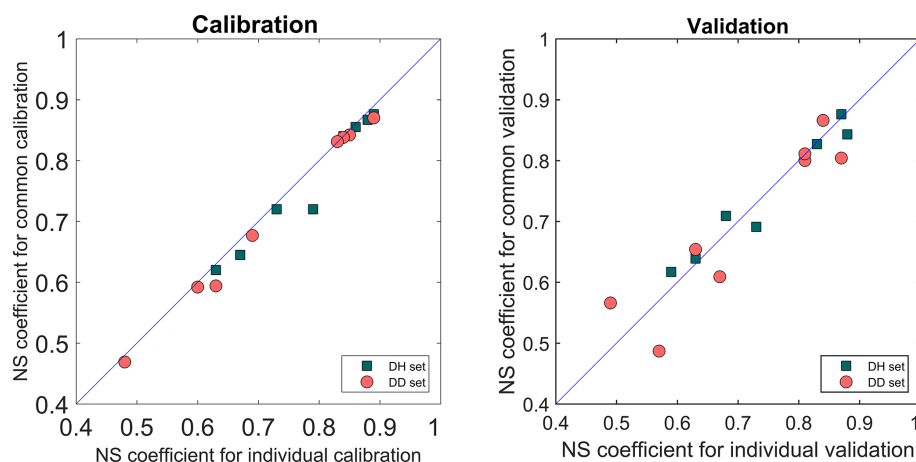 Calibration
NS coefficient for common calibration
1
0.9
0.8
0.7
0.6
0.5
0.4
0.4 0.5 0.6 0.7 0.8 0.9 1
NS coefficient for individual calibration
DH set
DD set
Validation
NS coefficient for common validation
1
0.9
0.8
0.7
0.6
0.5
0.4
0.4 0.5 0.6 0.7 0.8 0.9 1
NS coefficient for individual validation
DH set
DD set